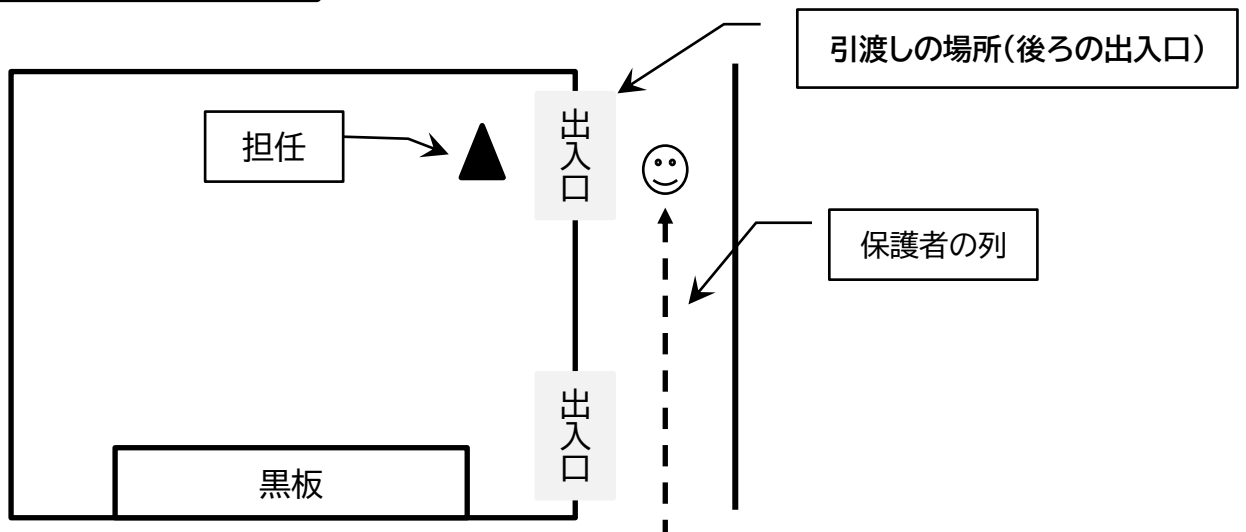 引渡しの場所(後ろの出入口)
担任
出入口
保護者の列
出入口
黒板